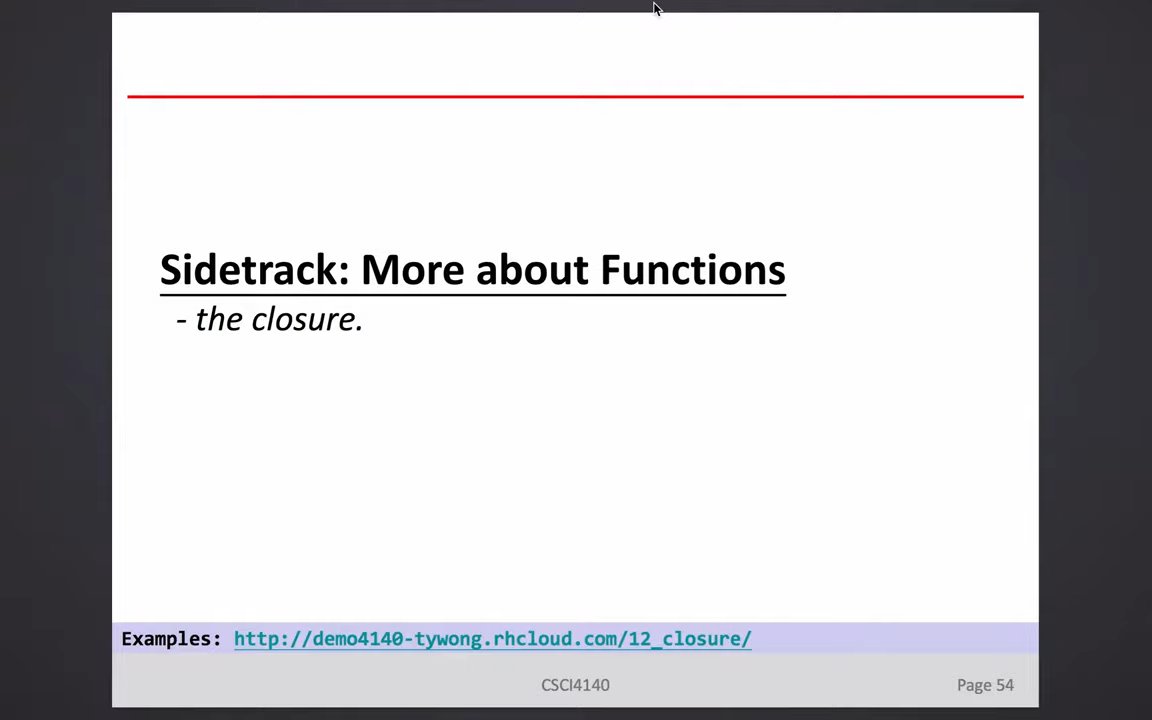 Sidetrack: More about Functions
- the closure.
Examples: http://demo4140-tywong.rhcloud.com/12_closure/
CSCI4140
Page 54